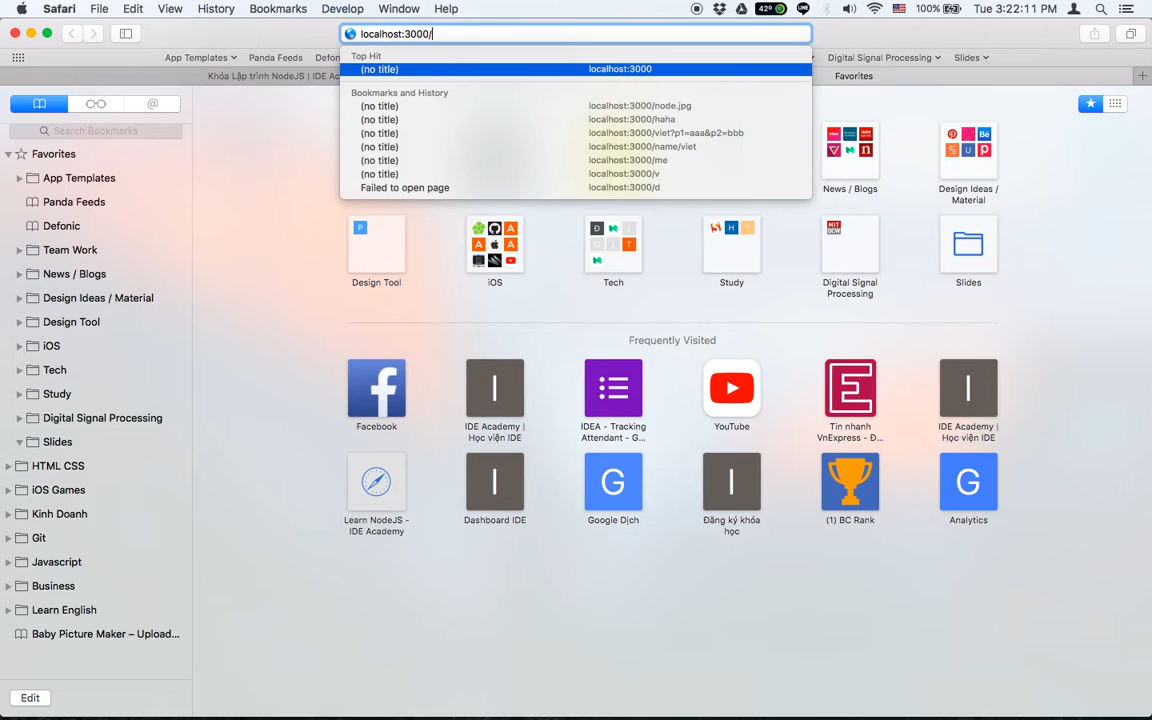 Safari File Edit View History Bookmarks Develop Window Help 42° 100% Tue 3:22:11 PM
localhost:3000/
App Templates Panda Feeds Defon Digital Signal Processing Slides
Khóa Lập trình NodeJS | IDE Ac Favorites
Top Hit
(no title) localhost:3000
Bookmarks and History
(no title) localhost:3000/node.jpg
(no title) localhost:3000/haha
(no title) localhost:3000/viet?p1=aaa&p2=bbb
(no title) localhost:3000/name/viet
(no title) localhost:3000/me
(no title) localhost:3000/v
Failed to open page localhost:3000/d
Search Bookmarks
Favorites
App Templates
Panda Feeds
Defonic
Team Work
News / Blogs
Design Ideas / Material
Design Tool
iOS
Tech
Study
Digital Signal Processing
Slides
HTML CSS
iOS Games
Kinh Doanh
Git
Javascript
Business
Learn English
Baby Picture Maker – Upload...
Edit
News / Blogs
Design Ideas /
Material
Design Tool
iOS
Tech
Study
Digital Signal
Processing
Slides
Frequently Visited
Facebook
IDE Academy |
Học viện IDE
IDEA - Tracking
Attendant - G...
YouTube
Tin nhanh
VnExpress - Đ...
IDE Academy |
Học viện IDE
Learn NodeJS -
IDE Academy
Dashboard IDE
Google Dịch
Đăng ký khóa
học
(1) BC Rank
Analytics